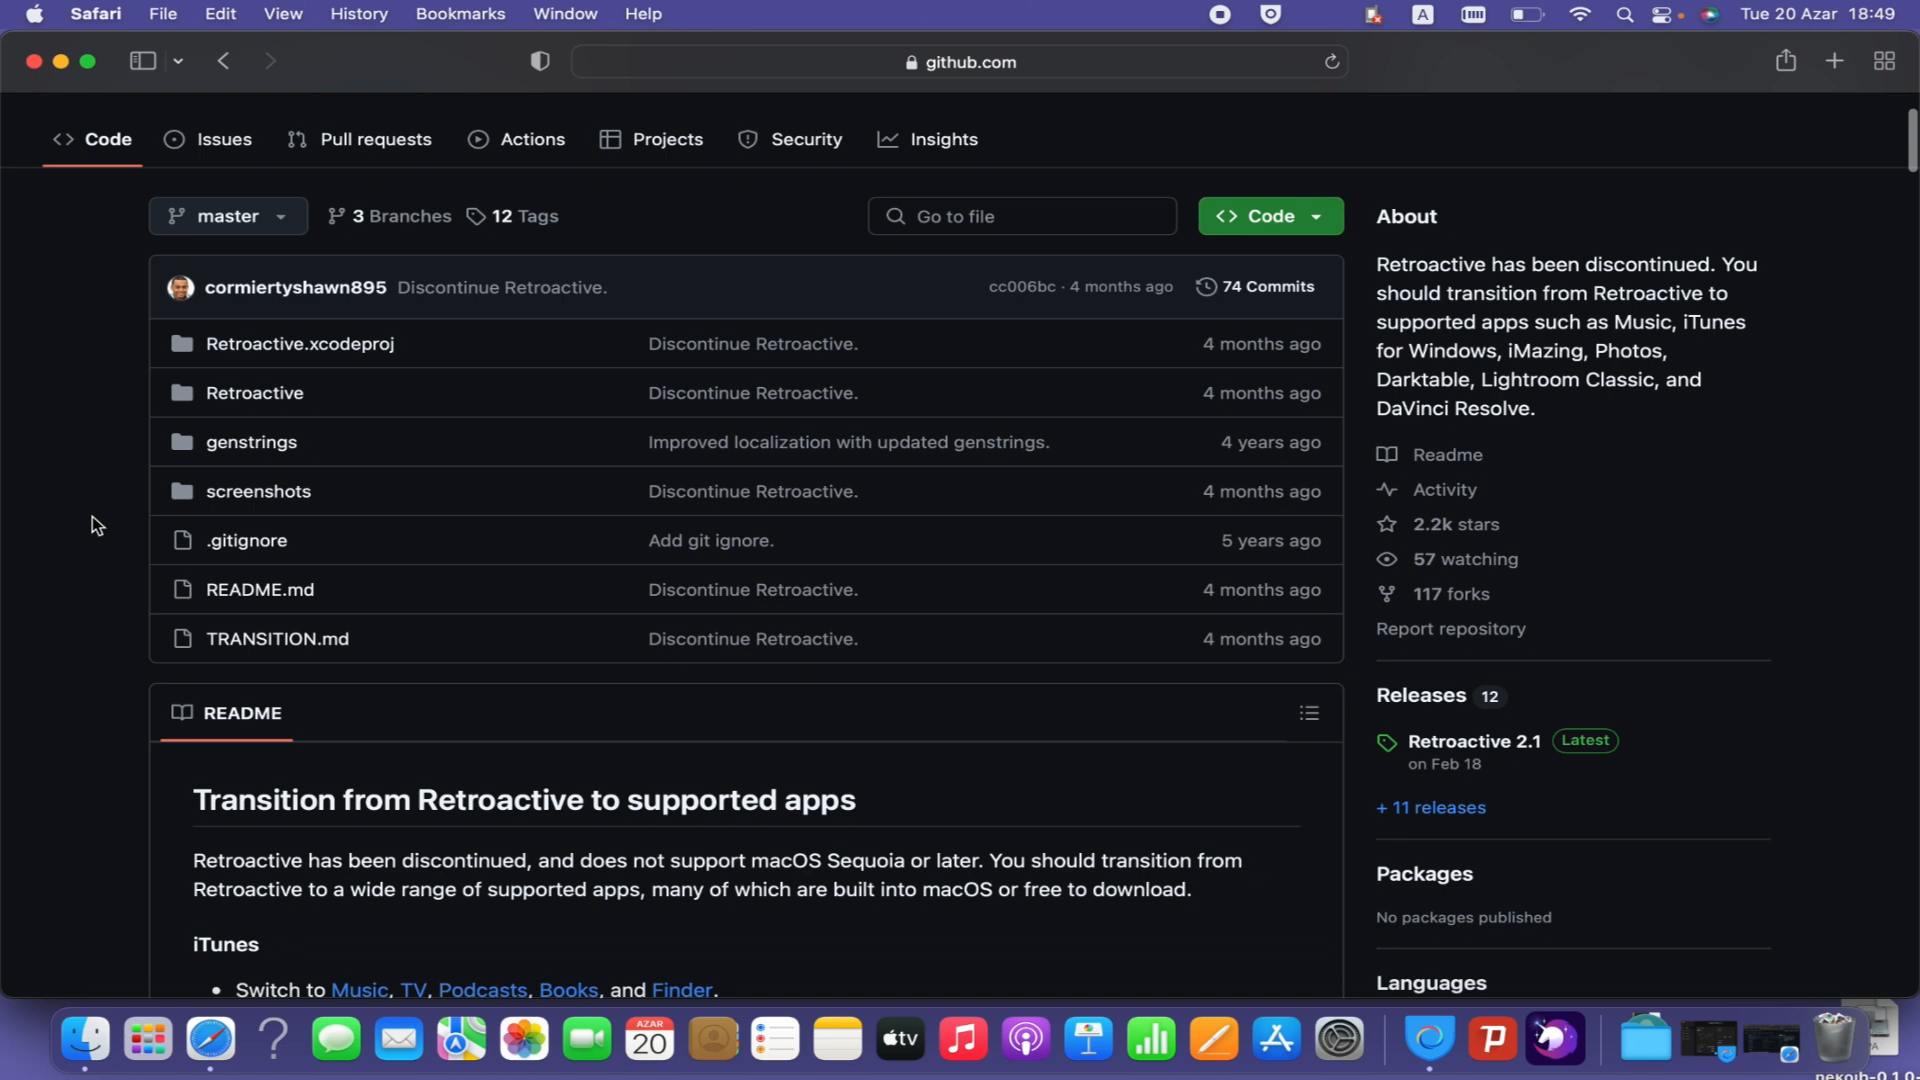 Safari File Edit View History Bookmarks Window Help
A
Tue 20 Azar 18:49
github.com
Code Issues Pull requests Actions Projects Security Insights
master 3 Branches 12 Tags
Go to file
Code
cormiertyshawn895 Discontinue Retroactive. cc006bc · 4 months ago 74 Commits
Retroactive.xcodeproj Discontinue Retroactive. 4 months ago
Retroactive Discontinue Retroactive. 4 months ago
genstrings Improved localization with updated genstrings. 4 years ago
screenshots Discontinue Retroactive. 4 months ago
.gitignore Add git ignore. 5 years ago
README.md Discontinue Retroactive. 4 months ago
TRANSITION.md Discontinue Retroactive. 4 months ago
README
Transition from Retroactive to supported apps
Retroactive has been discontinued, and does not support macOS Sequoia or later. You should transition from
Retroactive to a wide range of supported apps, many of which are built into macOS or free to download.
iTunes
• Switch to Music, TV, Podcasts, Books, and Finder.
About
Retroactive has been discontinued. You
should transition from Retroactive to
supported apps such as Music, iTunes
for Windows, iMazing, Photos,
Darktable, Lightroom Classic, and
DaVinci Resolve.
Readme
Activity
2.2k stars
57 watching
117 forks
Report repository
Releases 12
Retroactive 2.1 Latest
on Feb 18
+ 11 releases
Packages
No packages published
Languages
AZAR
20
tv